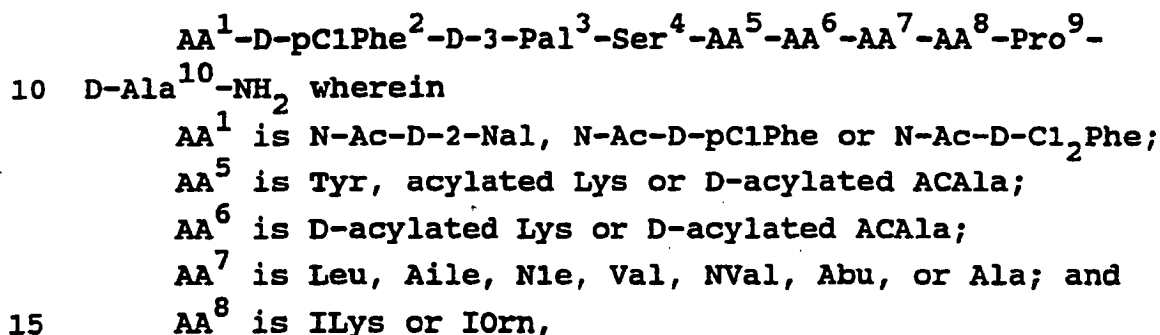 AA¹-D-pClPhe²-D-3-Pal³-Ser⁴-AA⁵-AA⁶-AA⁷-AA⁸-Pro⁹-
10 D-Ala¹⁰-NH₂ wherein
AA¹ is N-Ac-D-2-Nal, N-Ac-D-pClPhe or N-Ac-D-Cl₂Phe;
AA⁵ is Tyr, acylated Lys or D-acylated ACAla;
AA⁶ is D-acylated Lys or D-acylated ACAla;
AA⁷ is Leu, Aile, Nle, Val, NVal, Abu, or Ala; and
15 AA⁸ is ILys or IOrn,